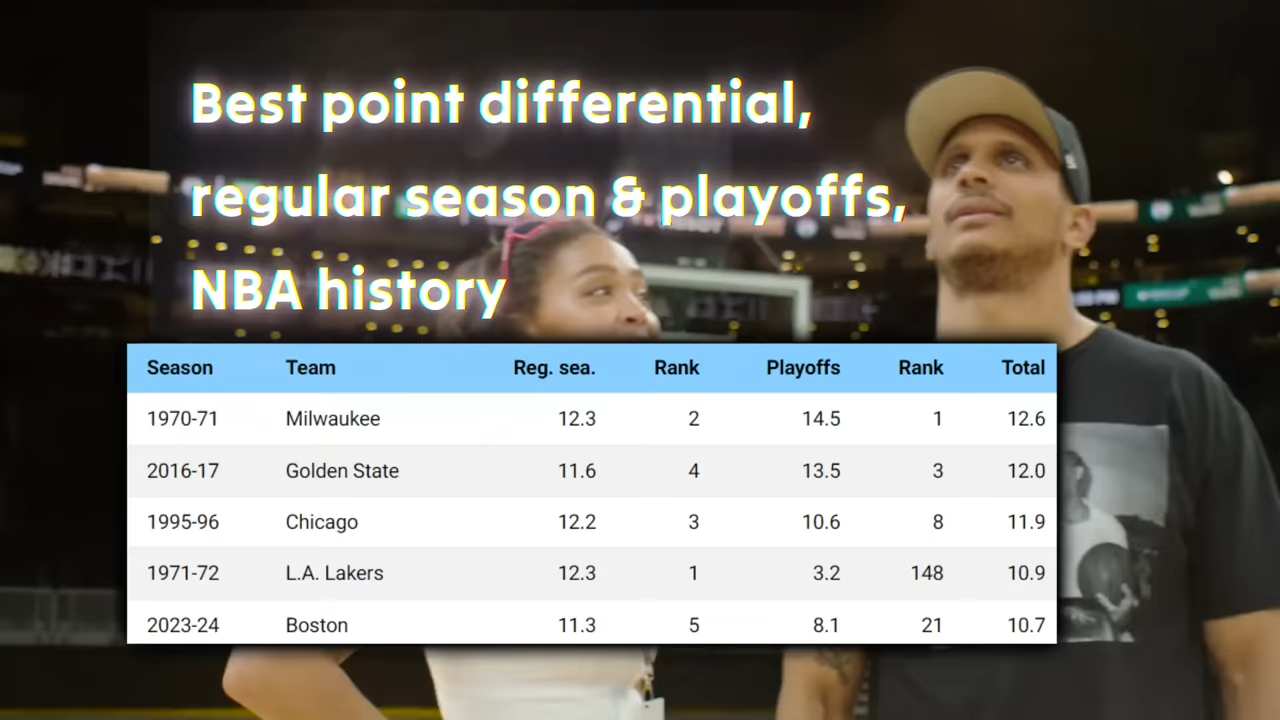 Best point differential,
regular season & playoffs,
NBA history
Season Team Reg. sea. Rank Playoffs Rank Total
1970-71 Milwaukee 12.3 2 14.5 1 12.6
2016-17 Golden State 11.6 4 13.5 3 12.0
1995-96 Chicago 12.2 3 10.6 8 11.9
1971-72 L.A. Lakers 12.3 1 3.2 148 10.9
2023-24 Boston 11.3 5 8.1 21 10.7